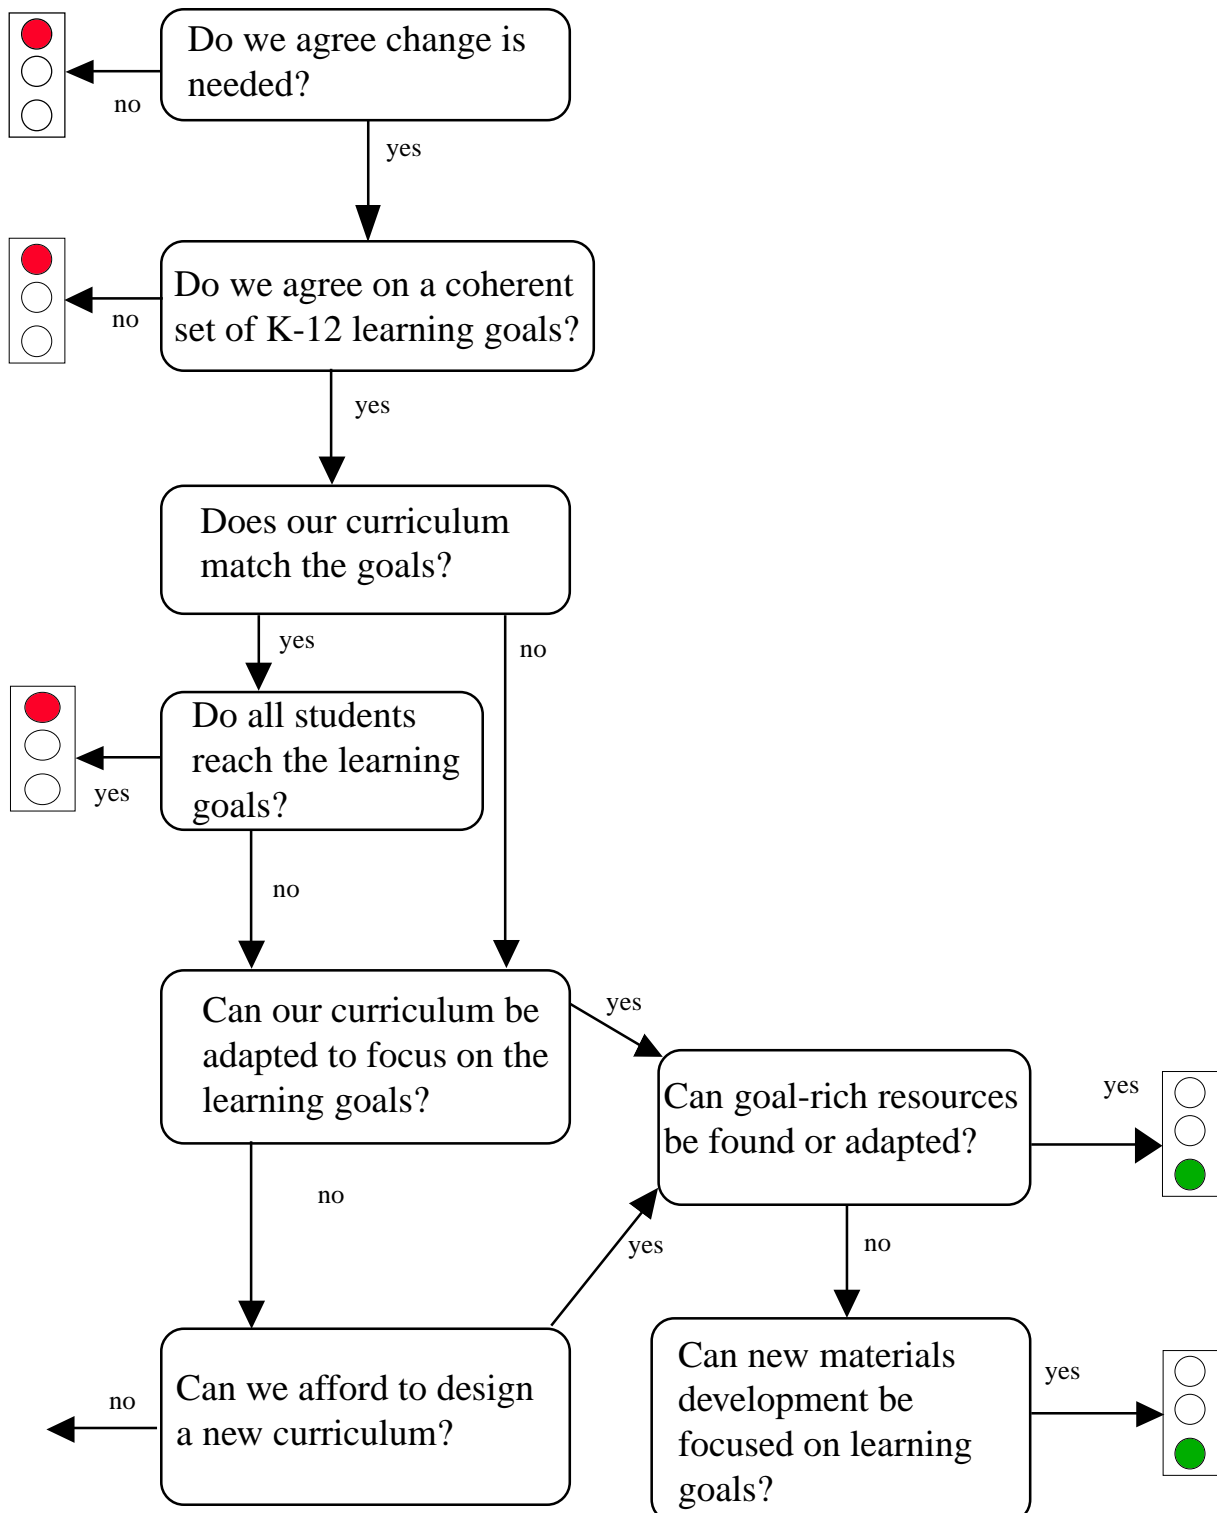 Do we agree change is
needed?
no
yes
Do we agree on a coherent
set of K-12 learning goals?
no
yes
Does our curriculum
match the goals?
yes
no
Do all students
reach the learning
goals?
yes
no
Can our curriculum be
adapted to focus on the
learning goals?
yes
Can goal-rich resources
be found or adapted?
yes
no
yes
no
Can we afford to design
a new curriculum?
no
Can new materials
development be
focused on learning
goals?
yes